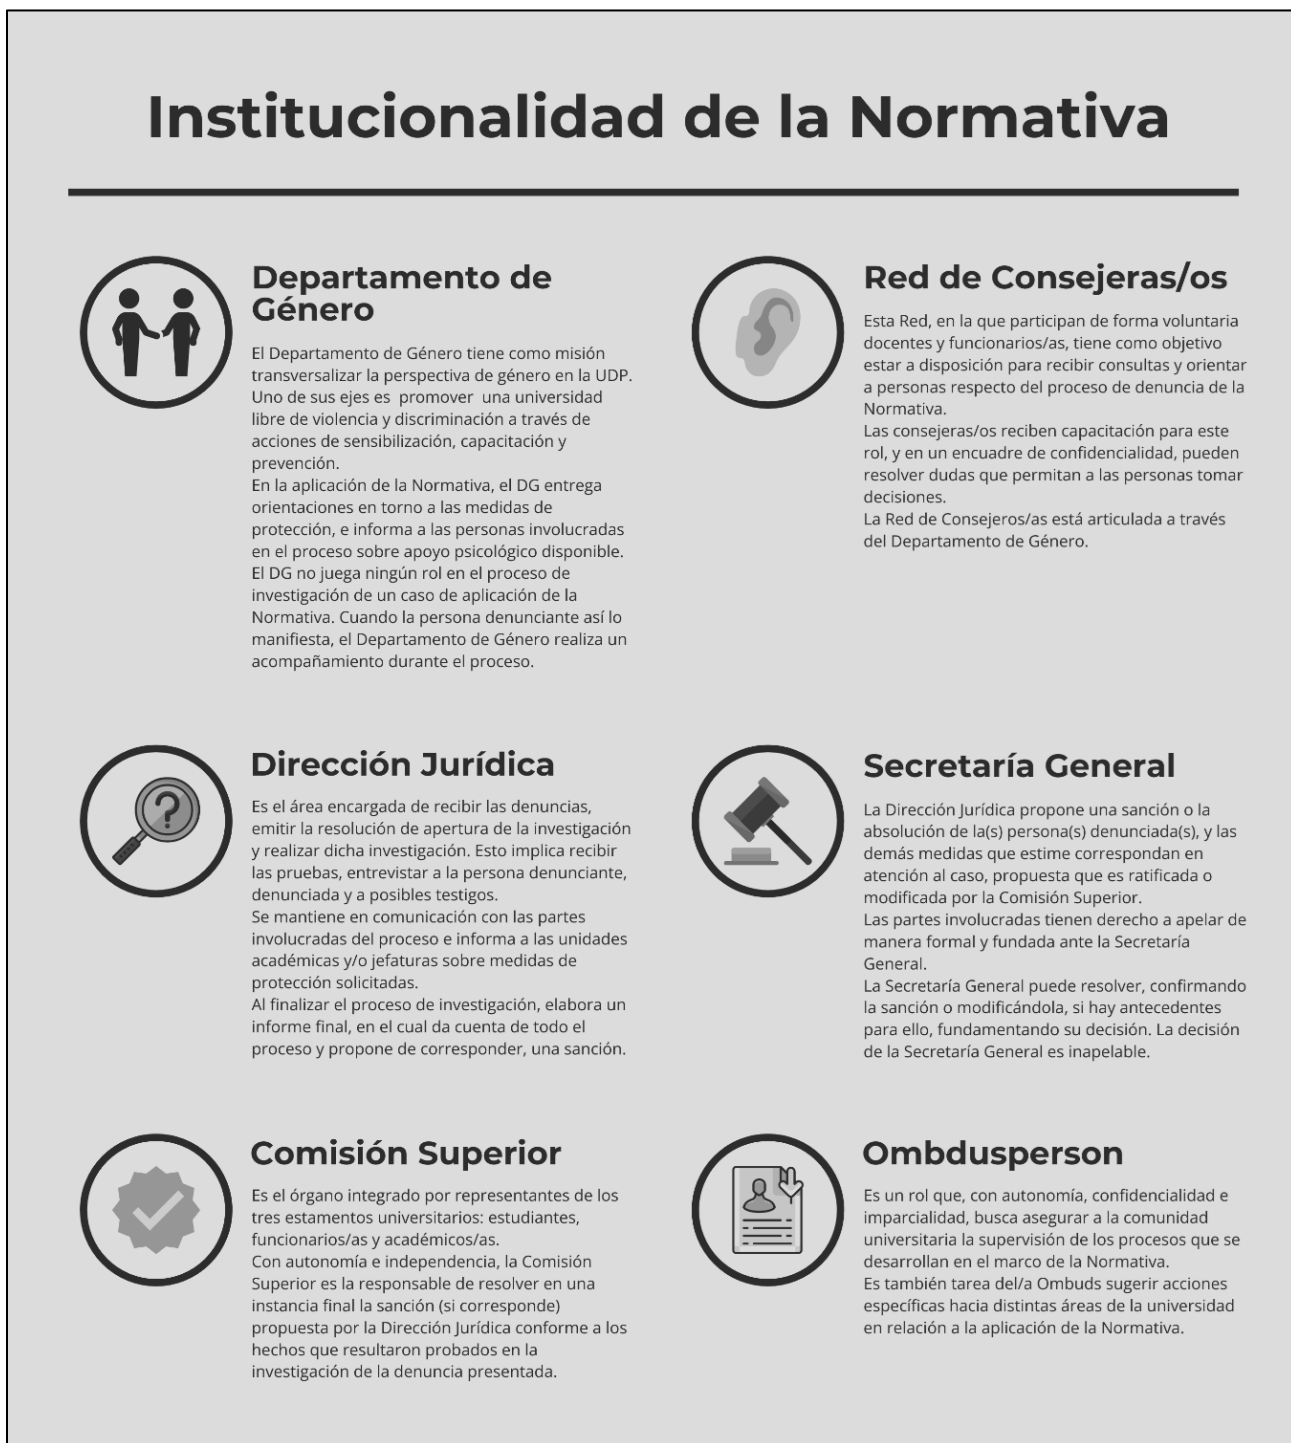 Institucionalidad de la Normativa
Departamento de
Género
El Departamento de Género tiene como misión
transversalizar la perspectiva de género en la UDP.
Uno de sus ejes es promover una universidad
libre de violencia y discriminación a través de
acciones de sensibilización, capacitación y
prevención.
En la aplicación de la Normativa, el DG entrega
orientaciones en torno a las medidas de
protección, e informa a las personas involucradas
en el proceso sobre apoyo psicológico disponible.
El DG no juega ningún rol en el proceso de
investigación de un caso de aplicación de la
Normativa. Cuando la persona denunciante así lo
manifiesta, el Departamento de Género realiza un
acompañamiento durante el proceso.
Red de Consejeras/os
Esta Red, en la que participan de forma voluntaria
docentes y funcionarios/as, tiene como objetivo
estar a disposición para recibir consultas y orientar
a personas respecto del proceso de denuncia de la
Normativa.
Las consejeras/os reciben capacitación para este
rol, y en un encuadre de confidencialidad, pueden
resolver dudas que permitan a las personas tomar
decisiones.
La Red de Consejeros/as está articulada a través
del Departamento de Género.
Dirección Jurídica
Es el área encargada de recibir las denuncias,
emitir la resolución de apertura de la investigación
y realizar dicha investigación. Esto implica recibir
las pruebas, entrevistar a la persona denunciante,
denunciada y a posibles testigos.
Se mantiene en comunicación con las partes
involucradas del proceso e informa a las unidades
académicas y/o jefaturas sobre medidas de
protección solicitadas.
Al finalizar el proceso de investigación, elabora un
informe final, en el cual da cuenta de todo el
proceso y propone de corresponder, una sanción.
Secretaría General
La Dirección Jurídica propone una sanción o la
absolución de la(s) persona(s) denunciada(s), y las
demás medidas que estime correspondan en
atención al caso, propuesta que es ratificada o
modificada por la Comisión Superior.
Las partes involucradas tienen derecho a apelar de
manera formal y fundada ante la Secretaría
General.
La Secretaría General puede resolver, confirmando
la sanción o modificándola, si hay antecedentes
para ello, fundamentando su decisión. La decisión
de la Secretaría General es inapelable.
Comisión Superior
Es el órgano integrado por representantes de los
tres estamentos universitarios: estudiantes,
funcionarios/as y académicos/as.
Con autonomía e independencia, la Comisión
Superior es la responsable de resolver en una
instancia final la sanción (si corresponde)
propuesta por la Dirección Jurídica conforme a los
hechos que resultaron probados en la
investigación de la denuncia presentada.
Ombdusperson
Es un rol que, con autonomía, confidencialidad e
imparcialidad, busca asegurar a la comunidad
universitaria la supervisión de los procesos que se
desarrollan en el marco de la Normativa.
Es también tarea del/a Ombuds sugerir acciones
específicas hacia distintas áreas de la universidad
en relación a la aplicación de la Normativa.